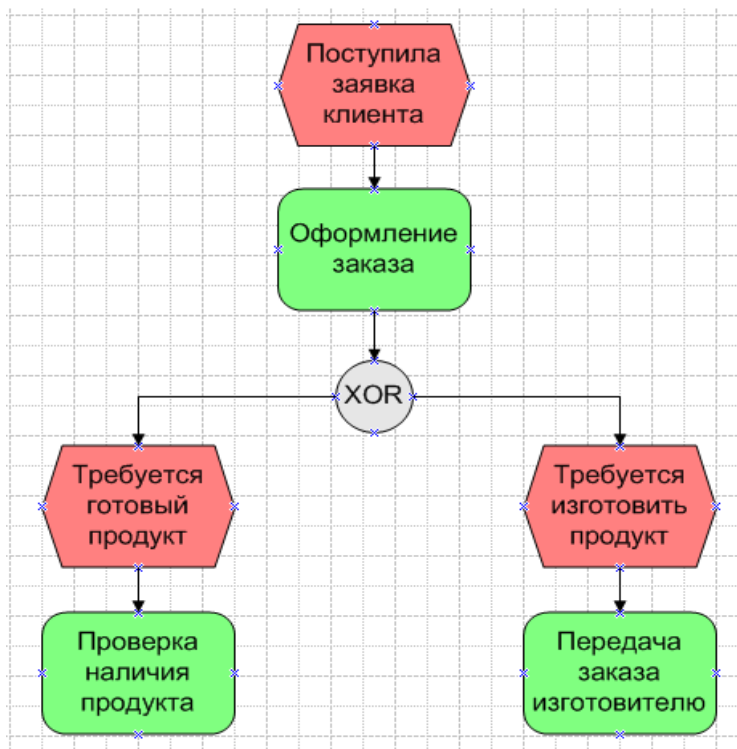 Поступила
заявка
клиента
Оформление
заказа
XOR
Требуется
готовый
продукт
Требуется
изготовить
продукт
Проверка
наличия
продукта
Передача
заказа
изготовителю